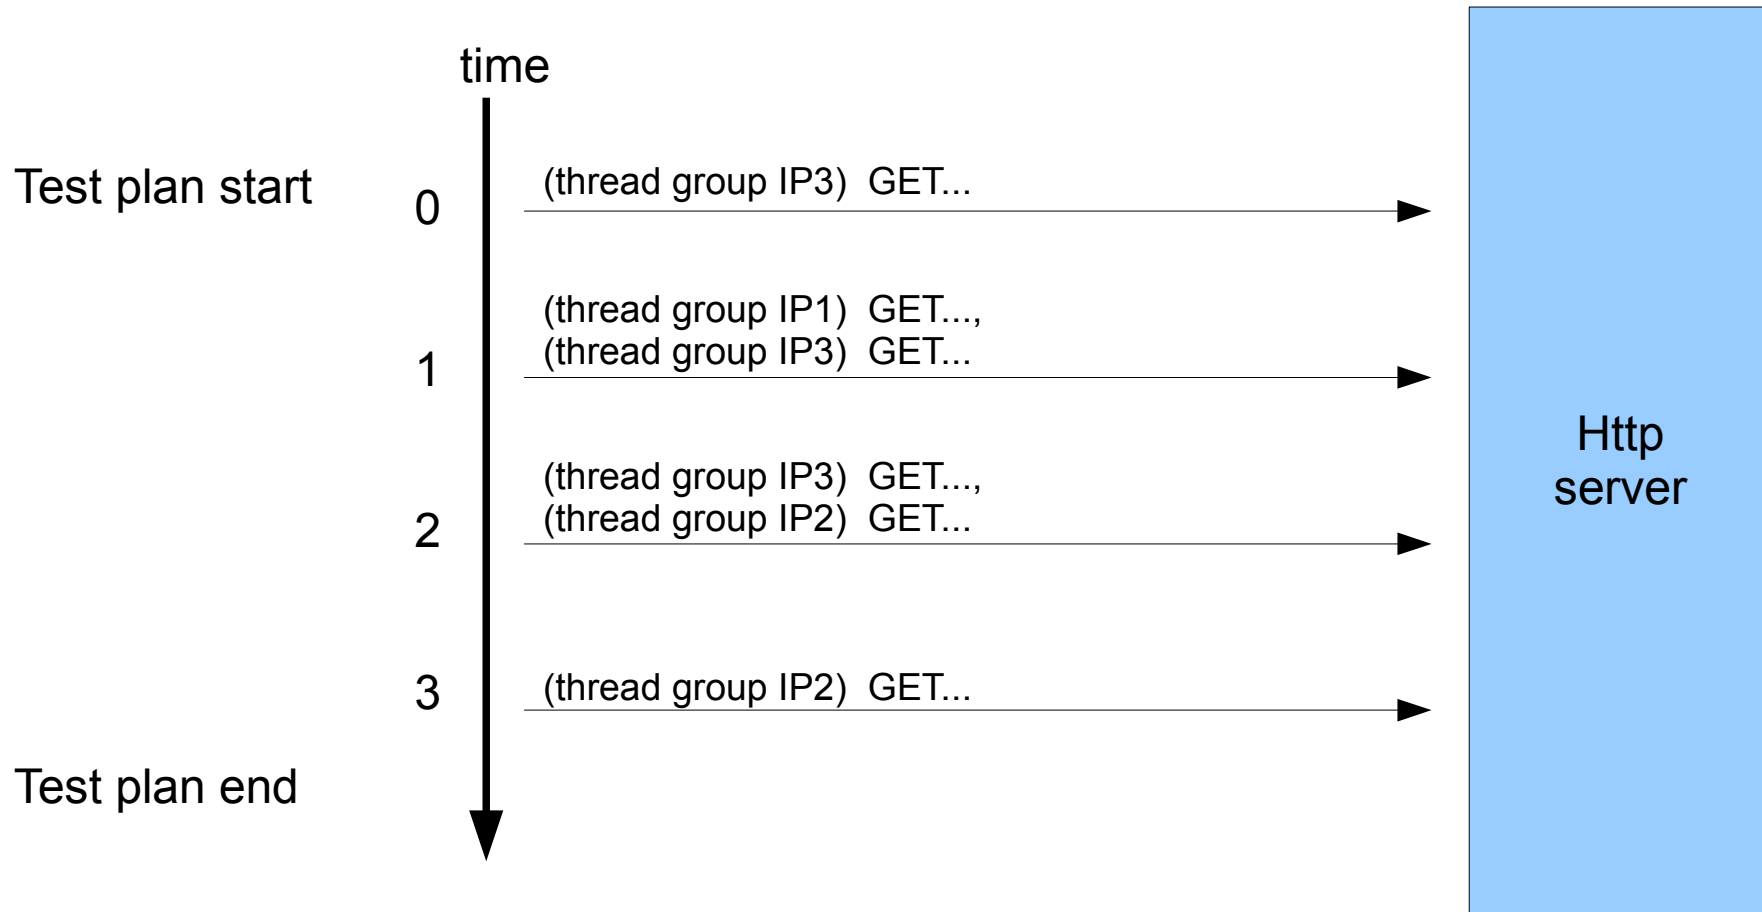 time
Test plan start
0
(thread group IP3)  GET...
(thread group IP1)  GET...,
(thread group IP3)  GET...
1
(thread group IP3)  GET...,
(thread group IP2)  GET...
2
3
(thread group IP2)  GET...
Test plan end
Http
server